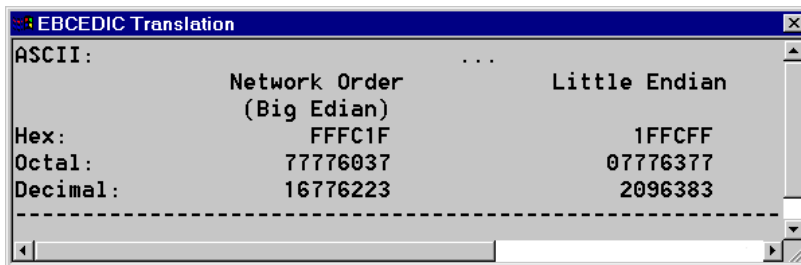 EBCEDIC Translation
ASCII: ...
Network Order Little Endian
(Big Edian)
Hex: FFFC1F 1FFCFF
Octal: 77776037 07776377
Decimal: 16776223 2096383
--------------------------------------------------------